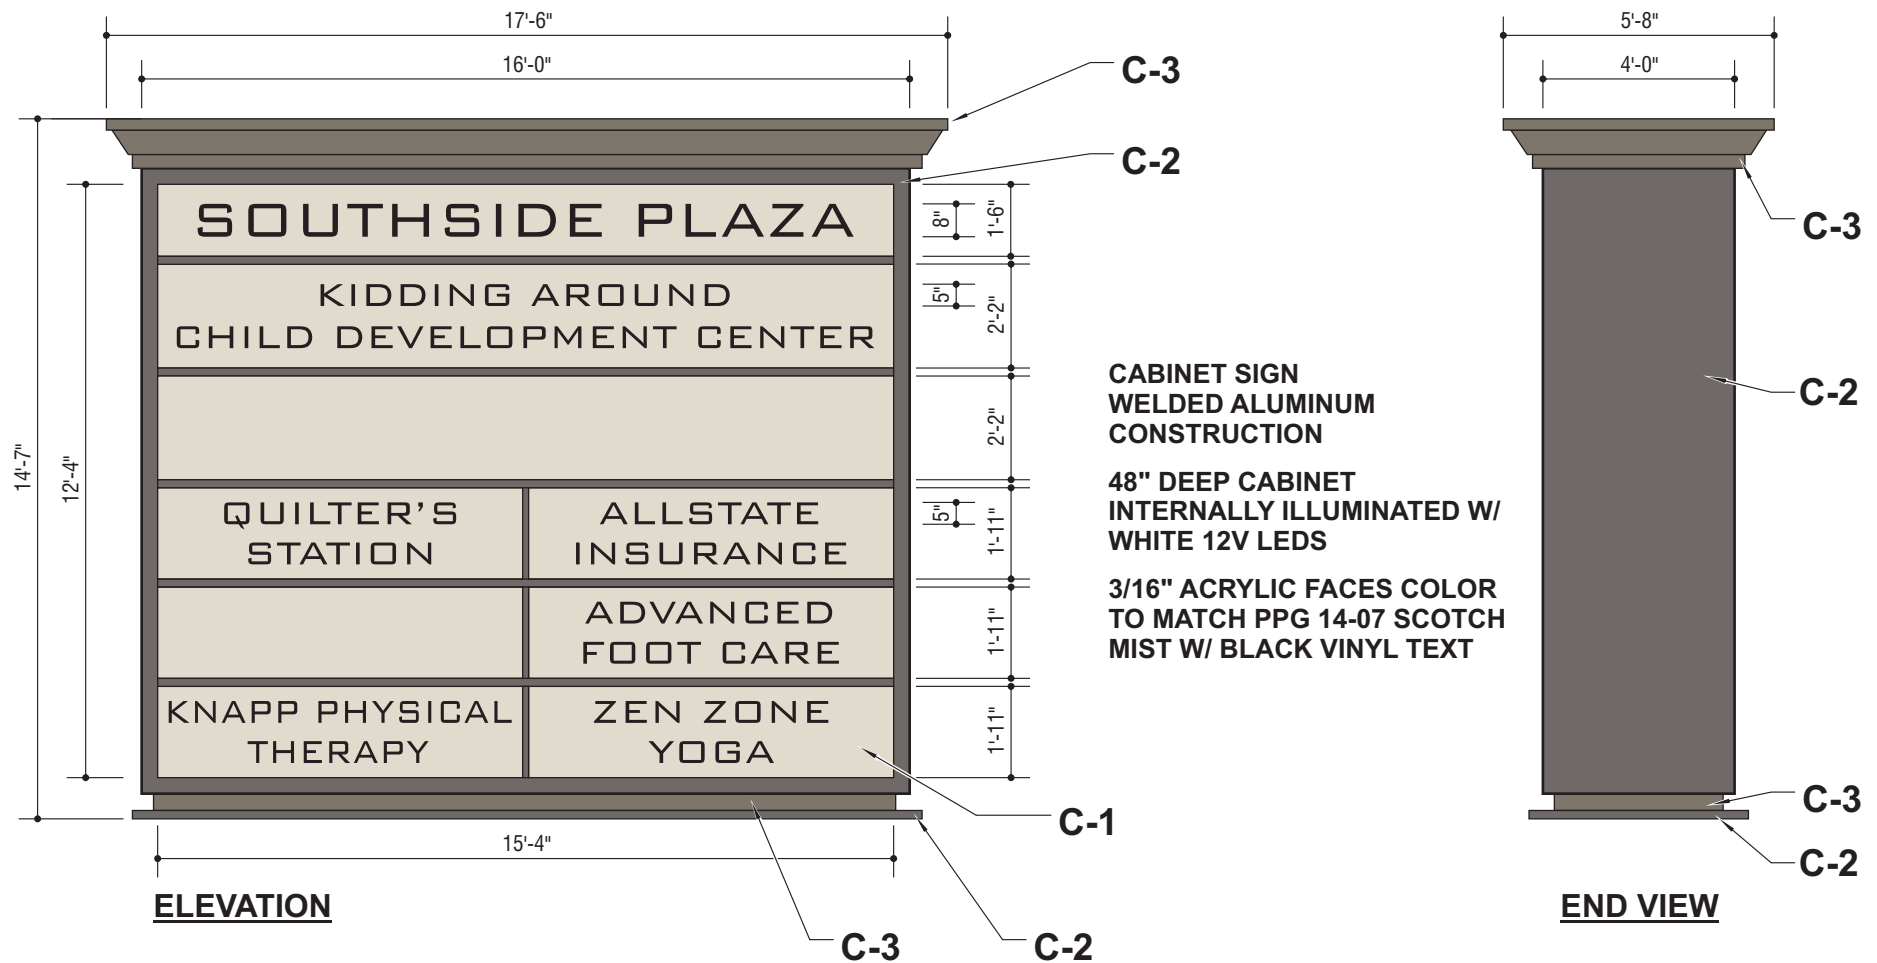 17'-6"
16'-0"
5'-8"
4'-0"
C-3
C-2
C-3
14'-7"
12'-4"
SOUTHSIDE PLAZA
8"
1'-6"
KIDDING AROUND
CHILD DEVELOPMENT CENTER
5"
2'-2"
2'-2"
QUILTER'S
STATION
ALLSTATE
INSURANCE
5"
1'-11"
ADVANCED
FOOT CARE
1'-11"
KNAPP PHYSICAL
THERAPY
ZEN ZONE
YOGA
1'-11"
CABINET SIGN
WELDED ALUMINUM
CONSTRUCTION
48" DEEP CABINET
INTERNALLY ILLUMINATED W/
WHITE 12V LEDS
3/16" ACRYLIC FACES COLOR
TO MATCH PPG 14-07 SCOTCH
MIST W/ BLACK VINYL TEXT
C-2
C-3
C-2
C-1
15'-4"
C-3
C-2
ELEVATION
END VIEW